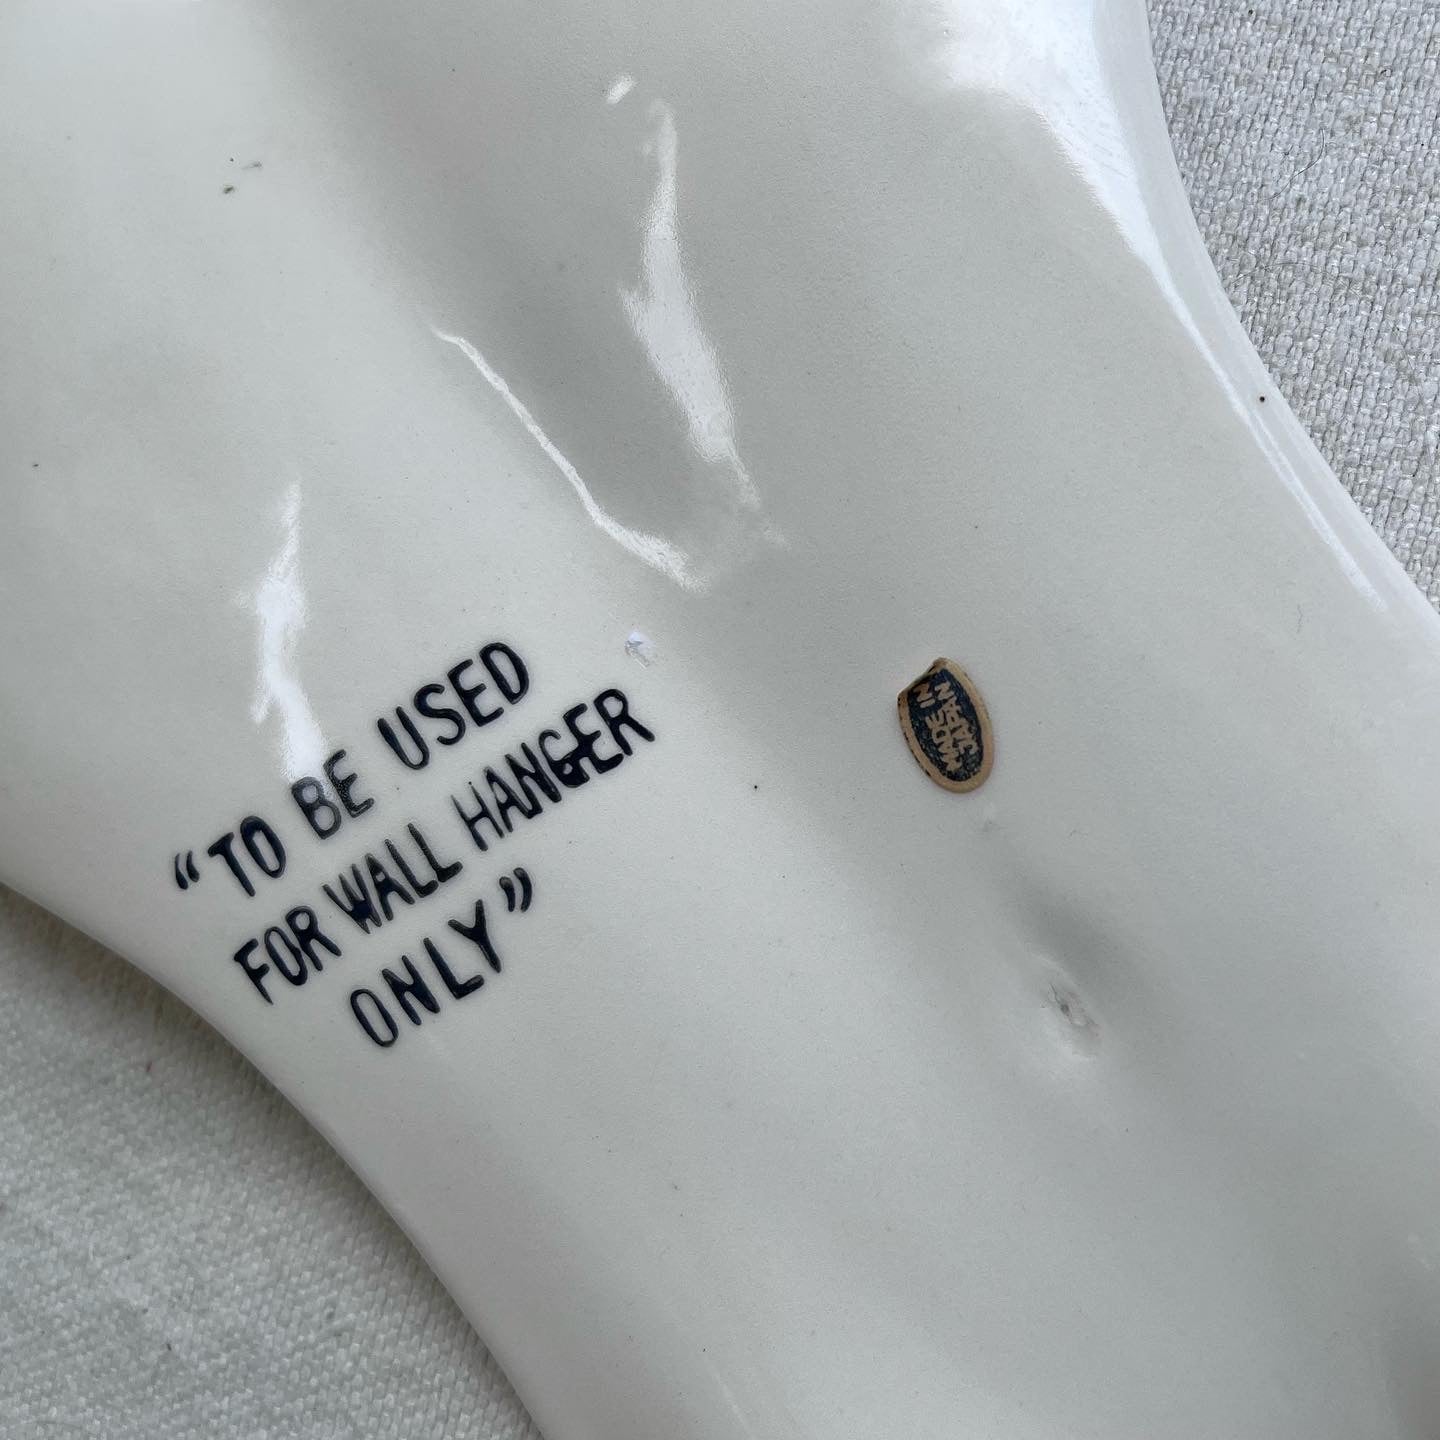 “TO BE USED
FOR WALL HANGER
ONLY”
MADE IN
JAPAN